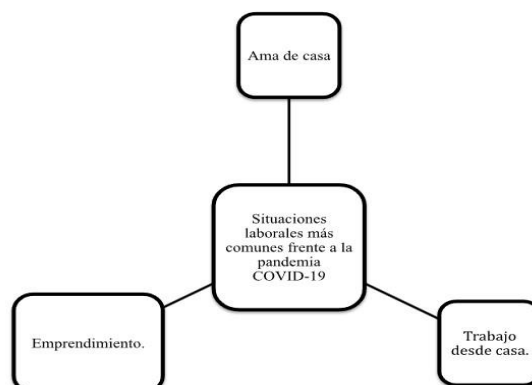 Ama de casa
Situaciones
laborales más
comunes frente a la
pandemia
COVID-19
Emprendimiento.
Trabajo
desde casa.